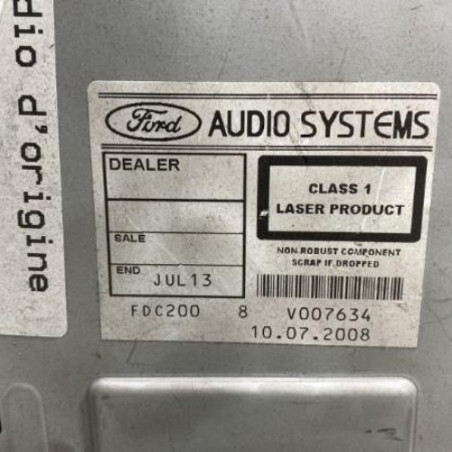 dio d'origine
Ford AUDIO SYSTEMS
DEALER
SALE
END JUL13
CLASS 1
LASER PRODUCT
NON ROBUST COMPONENT
SCRAP IF DROPPED
FDC200 8 V007634
10.07.2008